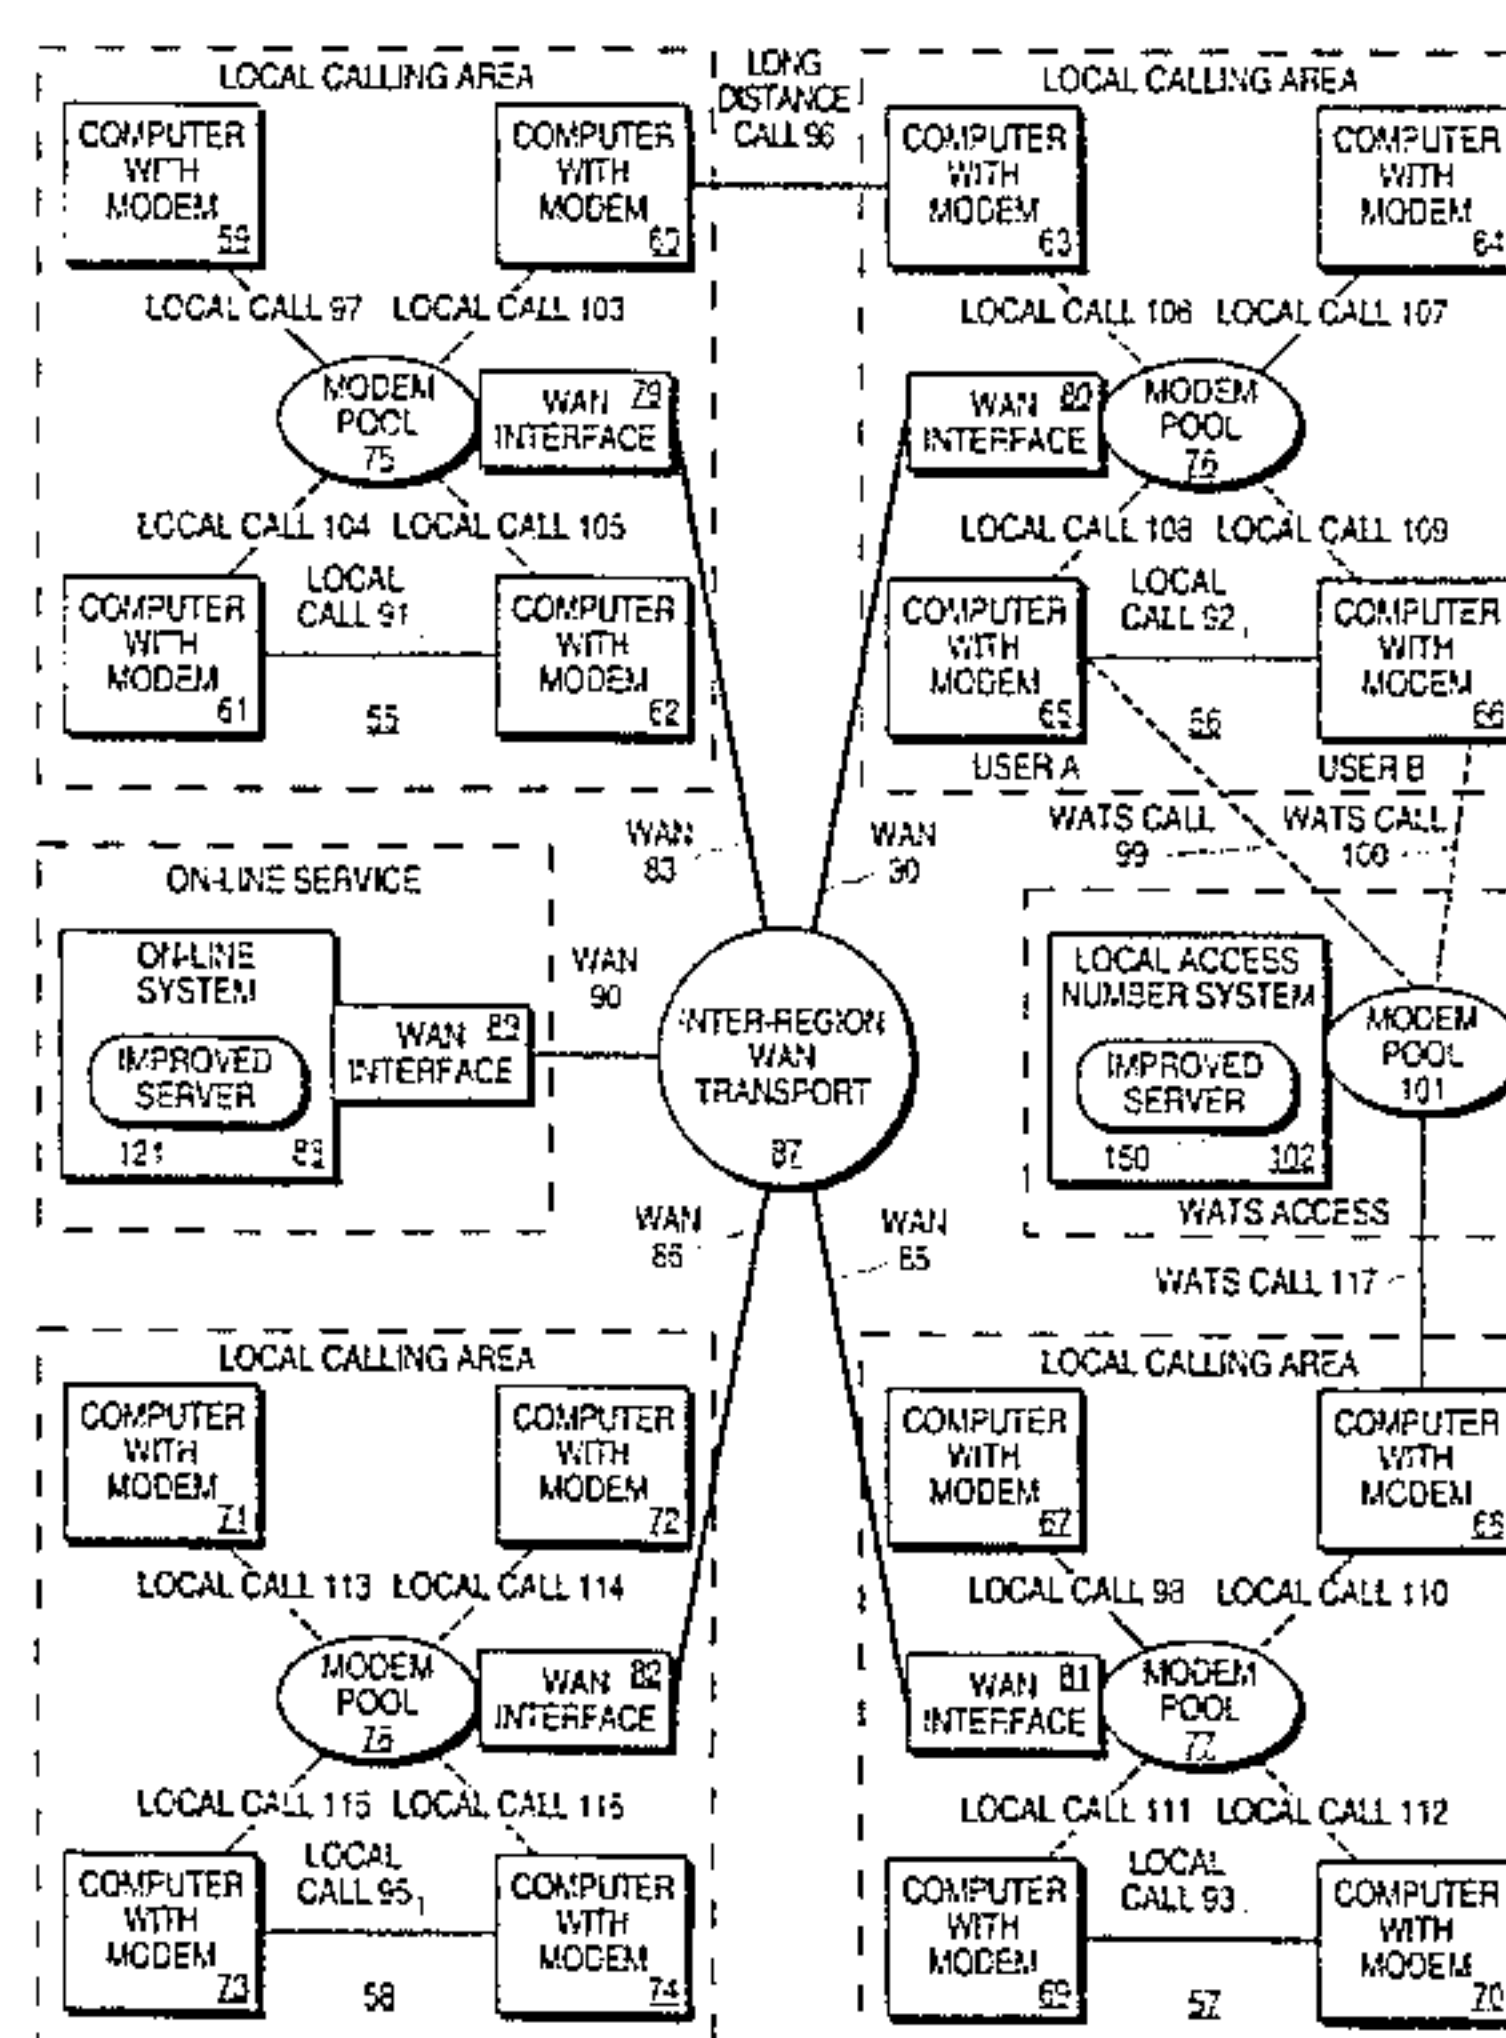 LOCAL CALLING AREA
COMPUTER
WITH
MODEM
59
COMPUTER
WITH
MODEM
60
LOCAL CALL 97
LOCAL CALL 103
MODEM
POOL
75
WAN 79
INTERFACE
LOCAL CALL 104
LOCAL CALL 105
COMPUTER
WITH
MODEM
61
LOCAL
CALL 91
COMPUTER
WITH
MODEM
62
55
LONG
DISTANCE
CALL 96
LOCAL CALLING AREA
COMPUTER
WITH
MODEM
63
COMPUTER
WITH
MODEM
64
LOCAL CALL 106
LOCAL CALL 107
WAN 80
INTERFACE
MODEM
POOL
76
LOCAL CALL 108
LOCAL CALL 109
COMPUTER
WITH
MODEM
65
LOCAL
CALL 92
COMPUTER
WITH
MODEM
66
56
USER A
USER B
WAN
83
WAN
90
WATS CALL
99
WATS CALL
100
ON-LINE SERVICE
ON-LINE
SYSTEM
IMPROVED
SERVER
121
WAN 89
INTERFACE
WAN
90
INTER-REGION
WAN
TRANSPORT
87
LOCAL ACCESS
NUMBER SYSTEM
IMPROVED
SERVER
150
102
MODEM
POOL
101
WATS ACCESS
WAN
86
WAN
85
WATS CALL 117
LOCAL CALLING AREA
COMPUTER
WITH
MODEM
71
COMPUTER
WITH
MODEM
72
LOCAL CALL 113
LOCAL CALL 114
MODEM
POOL
WAN 82
INTERFACE
LOCAL CALL 115
LOCAL CALL
COMPUTER
WITH
MODEM
73
LOCAL
CALL 95
COMPUTER
WITH
MODEM
74
58
LOCAL CALLING AREA
COMPUTER
WITH
MODEM
67
COMPUTER
WITH
MODEM
68
LOCAL CALL 98
LOCAL CALL 110
WAN 81
INTERFACE
MODEM
POOL
77
LOCAL CALL 111
LOCAL CALL 112
COMPUTER
WITH
MODEM
69
LOCAL
CALL 93
COMPUTER
WITH
MODEM
70
57